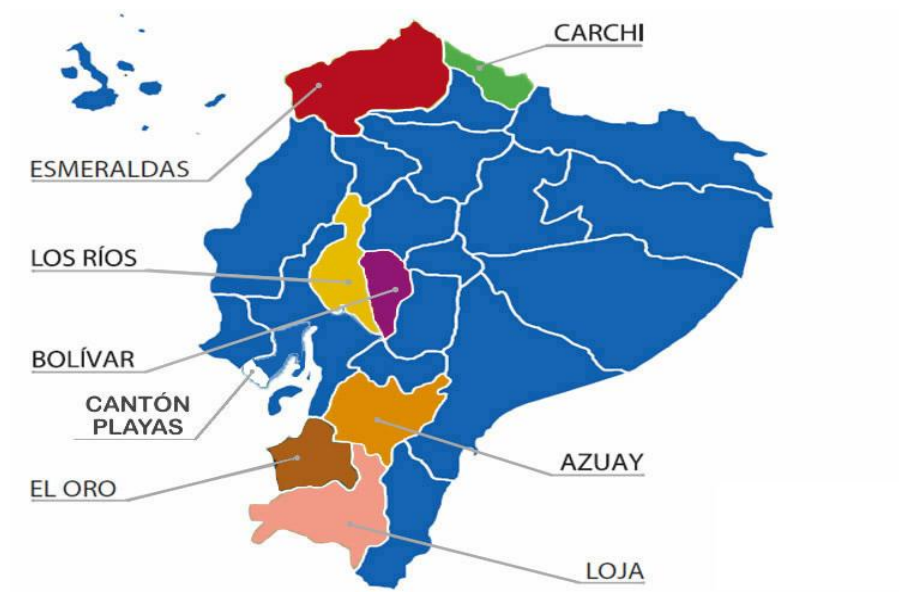 CARCHI
ESMERALDAS
LOS RÍOS
BOLÍVAR
CANTÓN
PLAYAS
AZUAY
EL ORO
LOJA